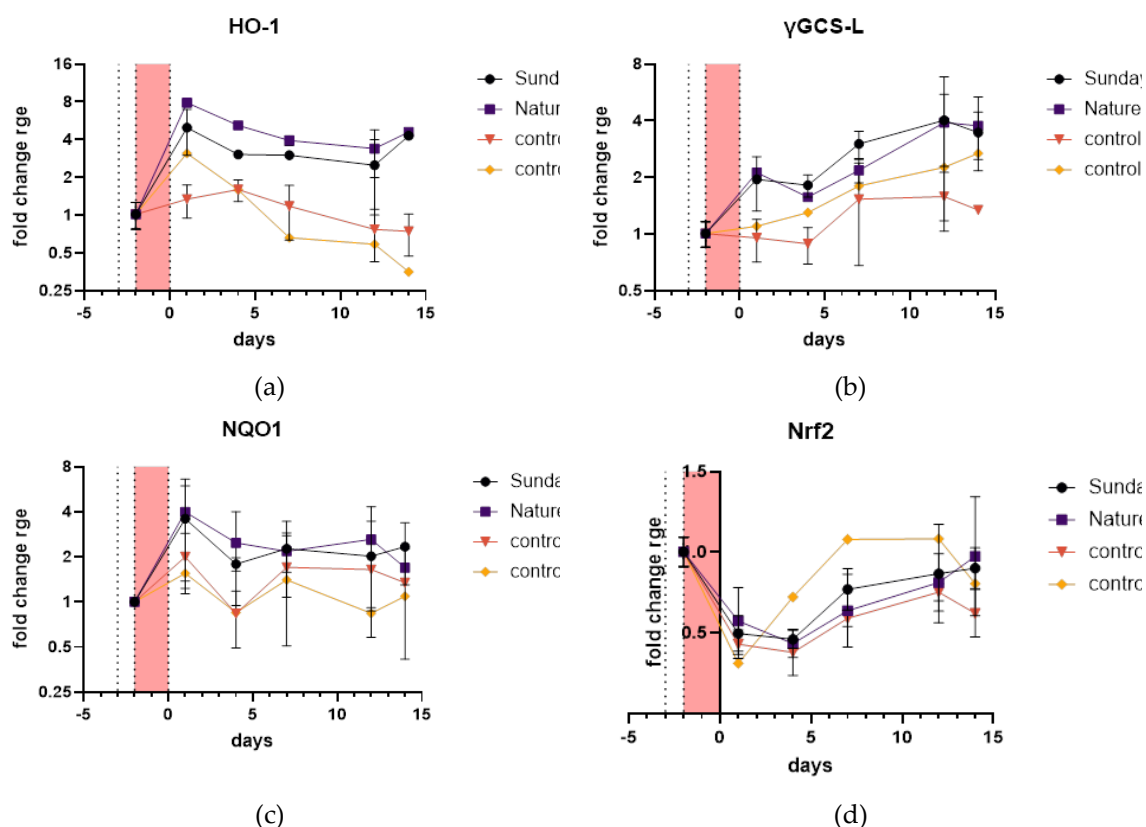 HO-1
16
8
4
2
1
0.5
0.25
fold change rge
-5
0
5
10
15
days
Sund
Nature
contro
contro
(a)
γGCS-L
8
4
2
1
0.5
fold change rge
-5
0
5
10
15
days
Sunday
Nature
control
control
(b)
NQO1
8
4
2
1
0.5
0.25
fold change rge
-5
0
5
10
15
days
Sunda
Nature
contro
contro
(c)
Nrf2
1.5
1.0
0.5
fold change rge
-5
0
5
10
15
days
Sunda
Nature
contro
contro
(d)